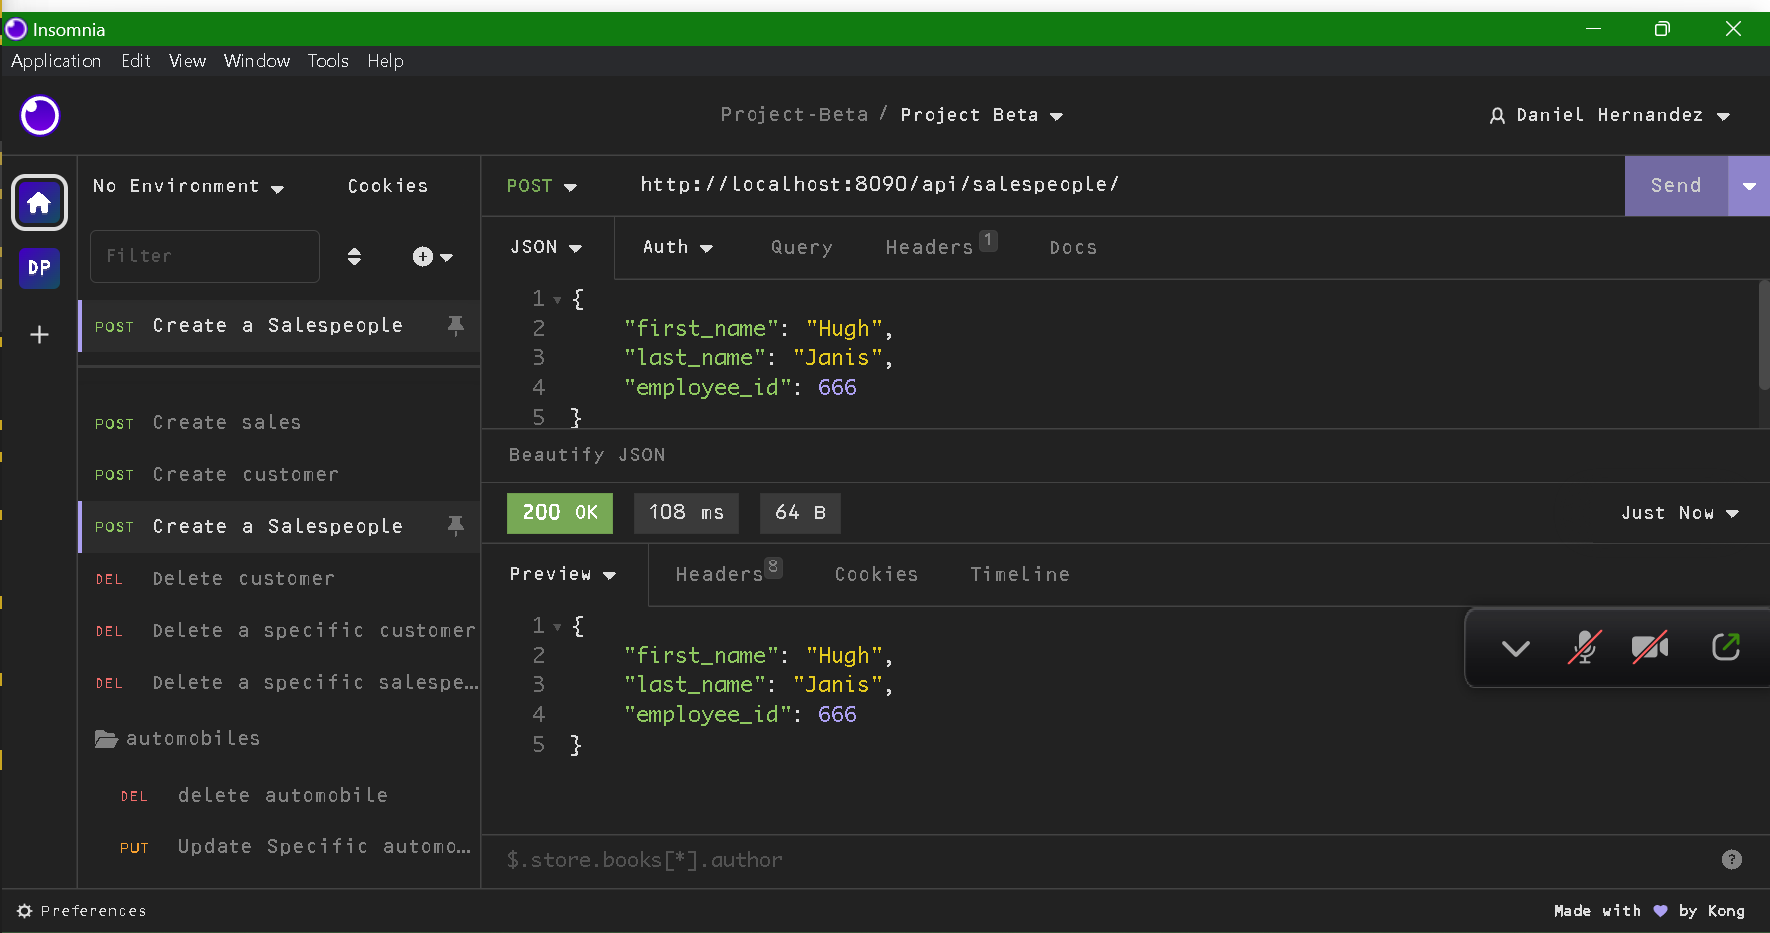 Insomnia
Application Edit View Window Tools Help
Project-Beta / Project Beta
Daniel Hernandez
No Environment Cookies
POST http://localhost:8090/api/salespeople/ Send
Filter
DP
JSON Auth Query Headers 1 Docs
POST Create a Salespeople
1 {
2 "first_name": "Hugh",
3 "last_name": "Janis",
4 "employee_id": 666
5 }
Beautify JSON
POST Create sales
POST Create customer
POST Create a Salespeople
DEL Delete customer
DEL Delete a specific customer
DEL Delete a specific salespe...
automobiles
DEL delete automobile
PUT Update Specific automo...
200 OK 108 ms 64 B Just Now
Preview Headers 8 Cookies Timeline
1 {
2 "first_name": "Hugh",
3 "last_name": "Janis",
4 "employee_id": 666
5 }
$.store.books[*].author
?
Preferences
Made with by Kong